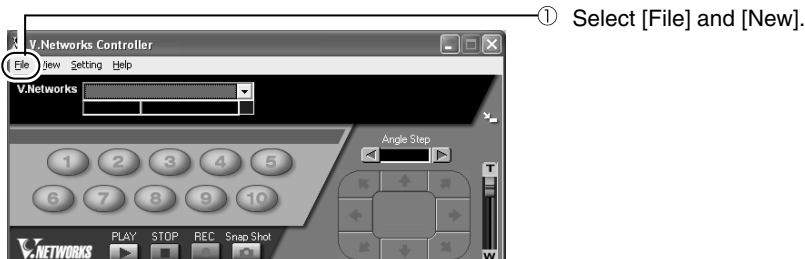 ① Select [File] and [New].
V.Networks Controller
File View Setting Help
V.Networks
Angle Step
1 2 3 4 5
T
6 7 8 9 10
PLAY STOP REC Snap Shot
V.NETWORKS
W